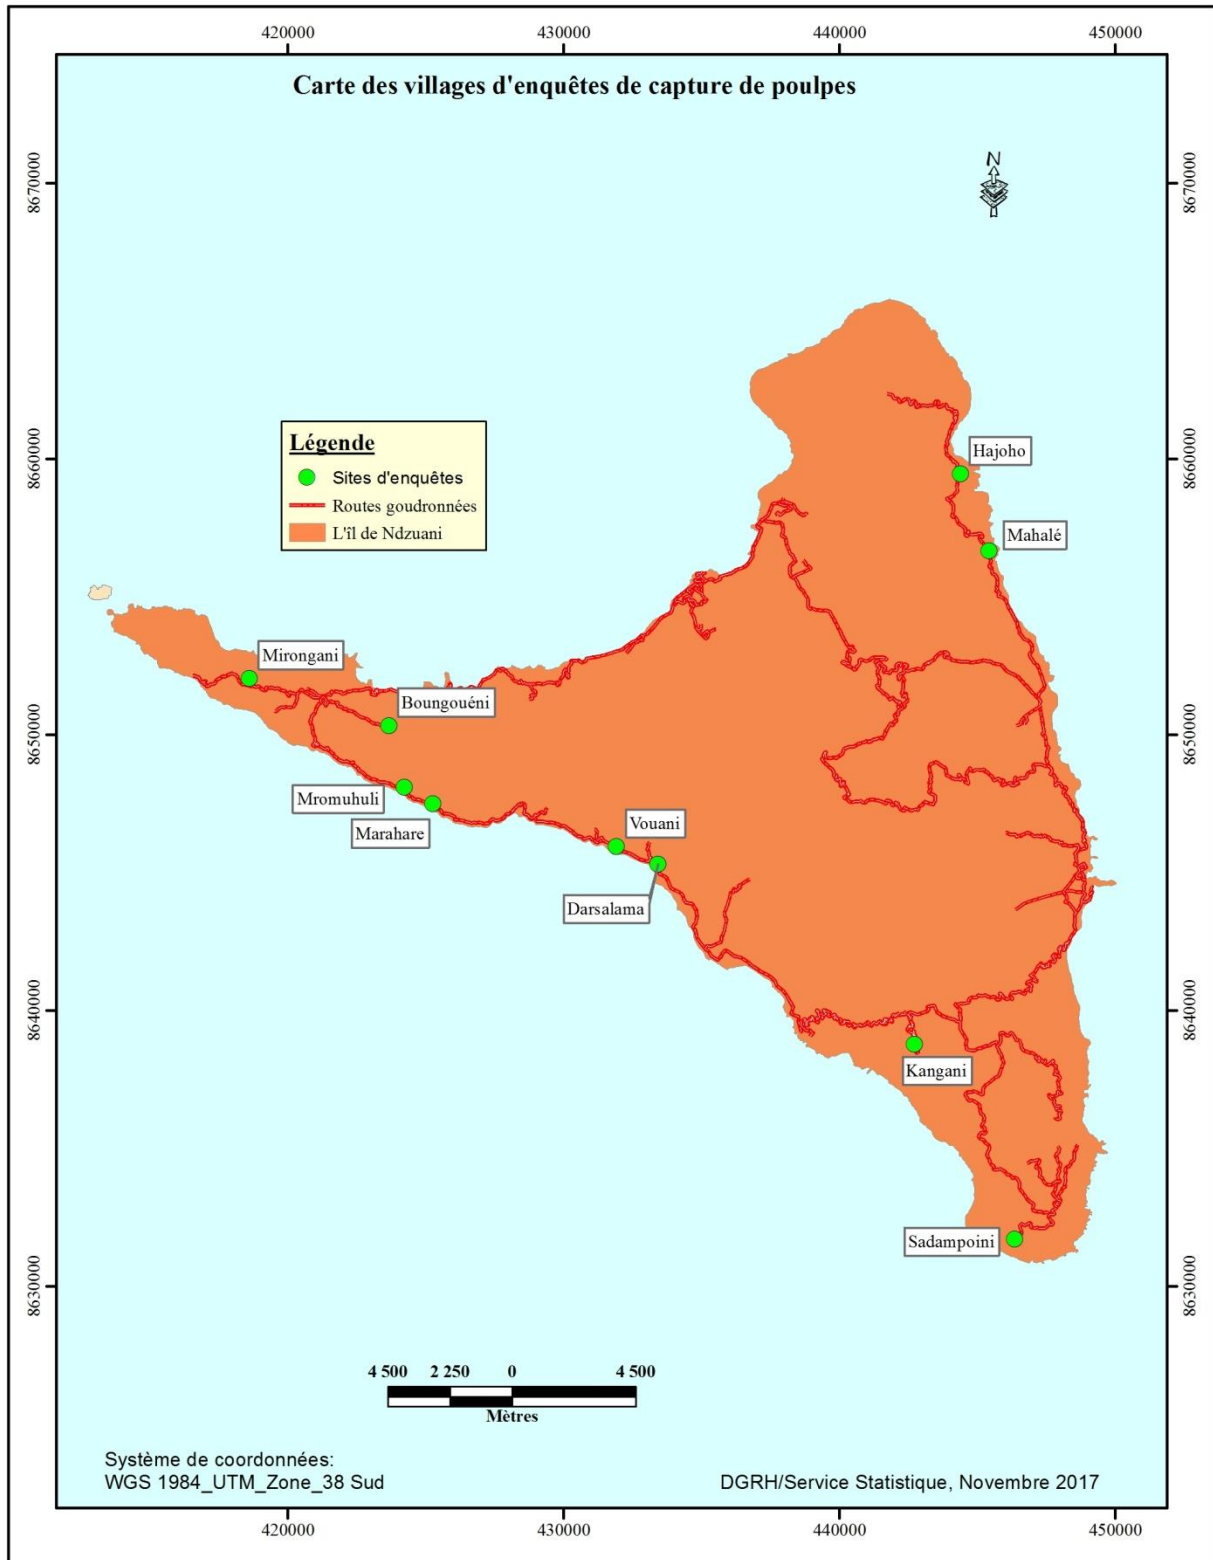 420000 430000 440000 450000
Carte des villages d'enquêtes de capture de poulpes
N
8670000 8670000
Légende
Sites d'enquêtes
Routes goudronnées
L'îl de Ndzuani
8660000 8660000
Hajoho
Mahalé
Mirongani
Boungouéni
8650000 8650000
Mromuhuli
Marahare
Vouani
Darsalama
8640000 8640000
Kangani
Sadampoini
8630000 8630000
4 500 2 250 0 4 500
Mètres
Système de coordonnées:
WGS 1984_UTM_Zone_38 Sud
DGRH/Service Statistique, Novembre 2017
420000 430000 440000 450000